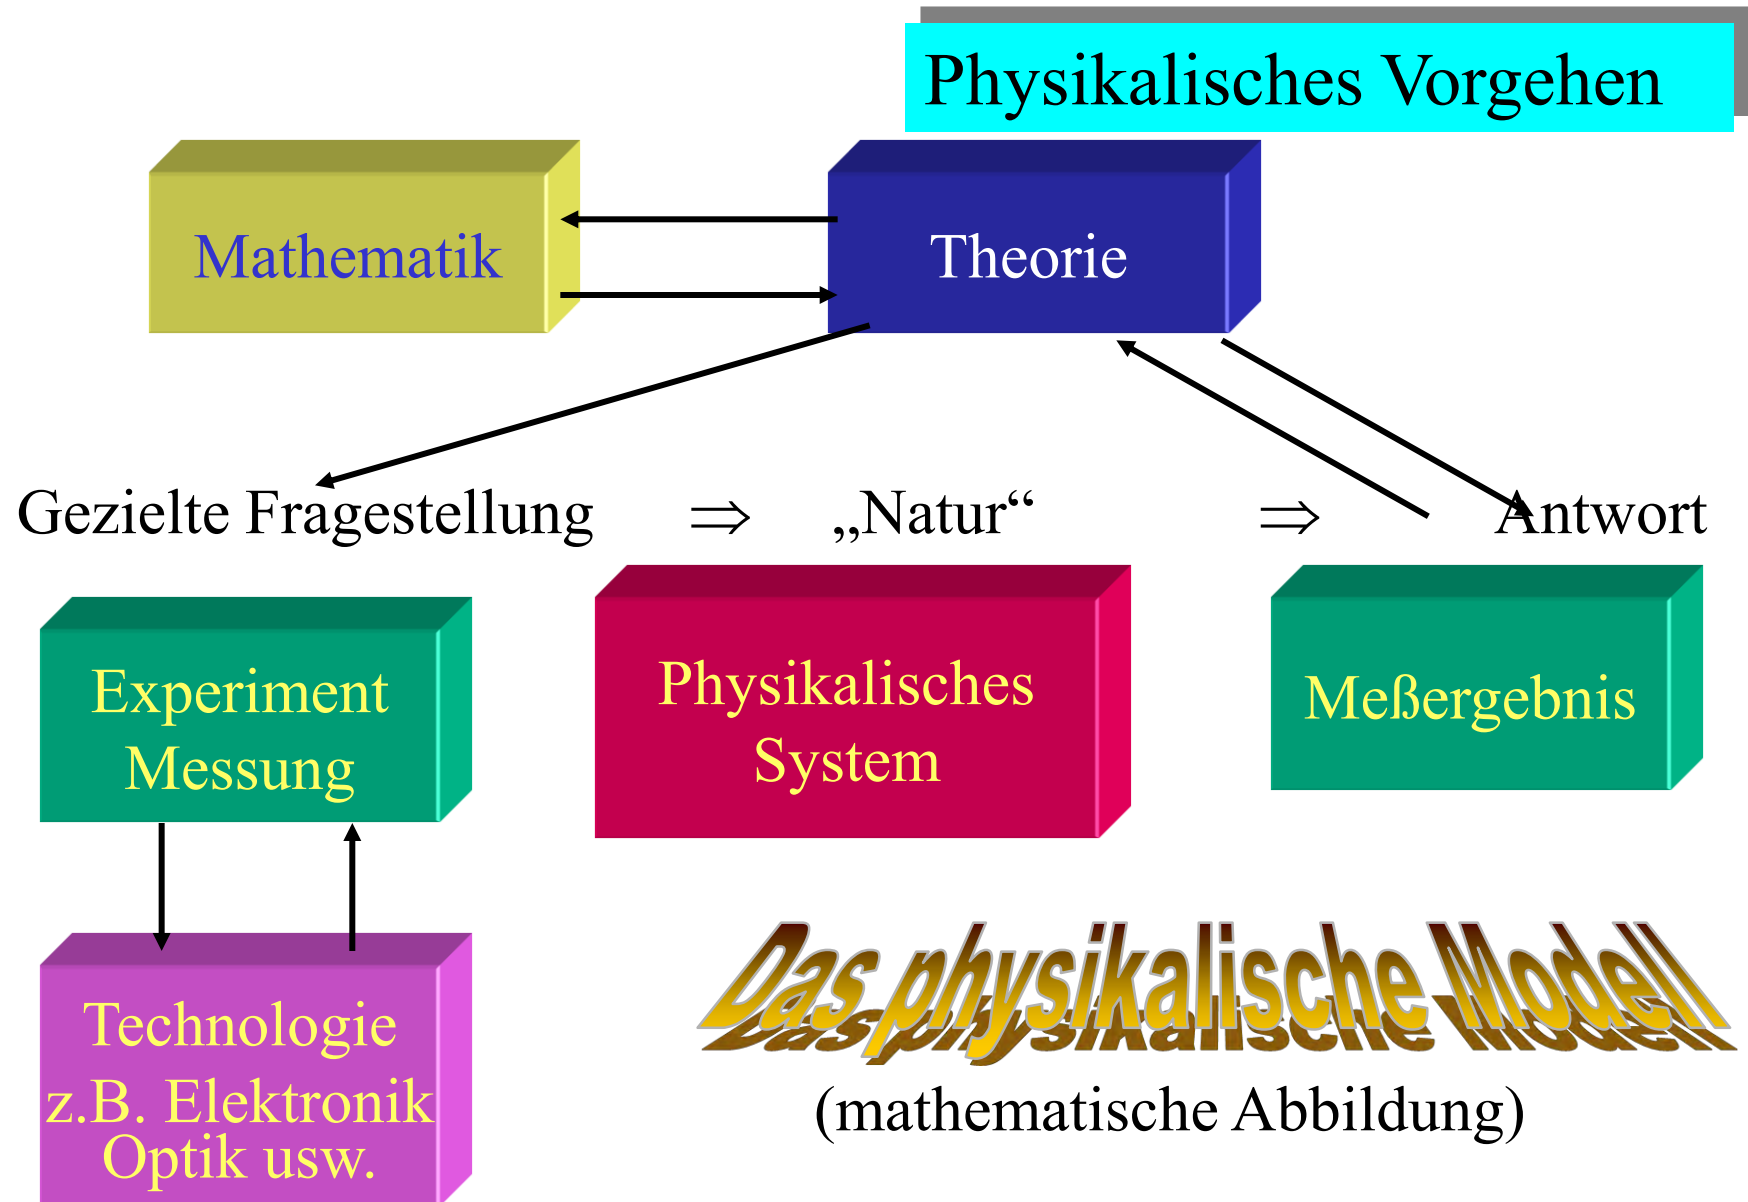 Physikalisches Vorgehen
Mathematik
Theorie
Gezielte Fragestellung ⇒ „Natur“ ⇒ Antwort
Experiment
Messung
Physikalisches
System
Meßergebnis
Technologie
z.B. Elektronik
Optik usw.
Das physikalische Modell
(mathematische Abbildung)